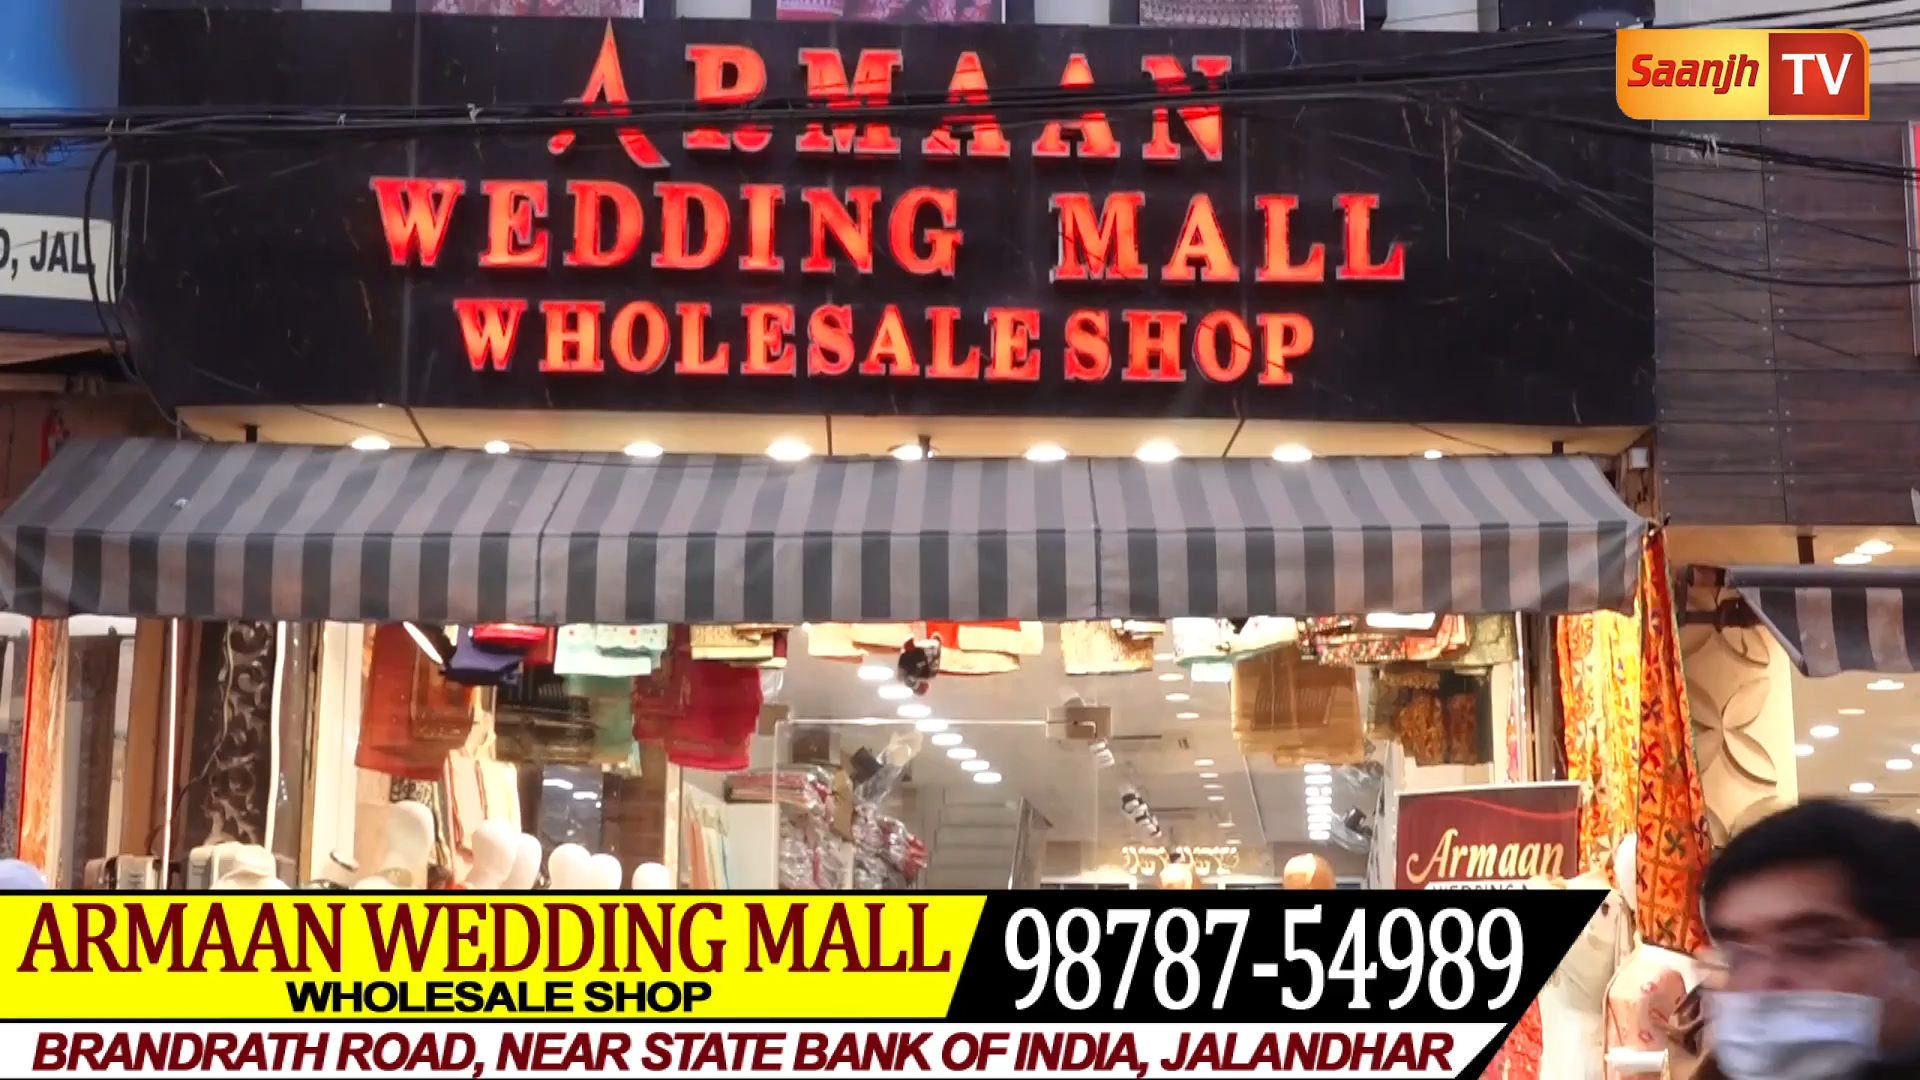 ARMAAN
WEDDING MALL
WHOLESALE SHOP
Saanjh TV
, JAL
Armaan
ARMAAN WEDDING MALL
WHOLESALE SHOP
98787-54989
BRANDRATH ROAD, NEAR STATE BANK OF INDIA, JALANDHAR